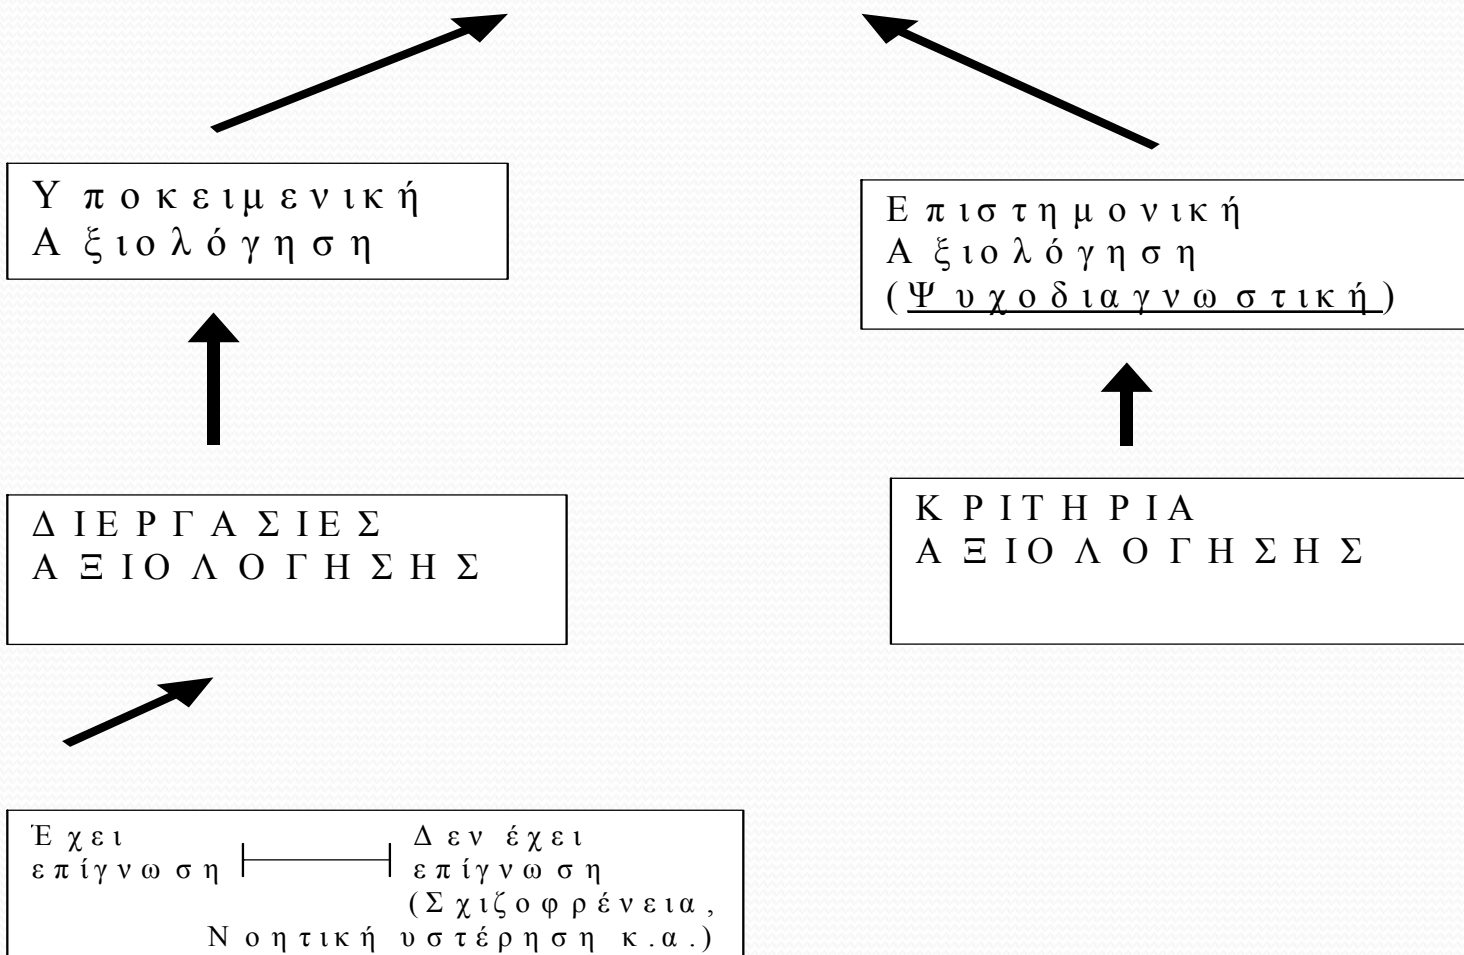 Υποκειμενική
Αξιολόγηση
Επιστημονική
Αξιολόγηση
(Ψυχοδιαγνωστική)
ΔΙΕΡΓΑΣΙΕΣ
ΑΞΙΟΛΟΓΗΣΗΣ
ΚΡΙΤΗΡΙΑ
ΑΞΙΟΛΟΓΗΣΗΣ
Έχει
επίγνωση
Δεν έχει
επίγνωση
(Σχιζοφρένεια,
Νοητική υστέρηση κ.α.)